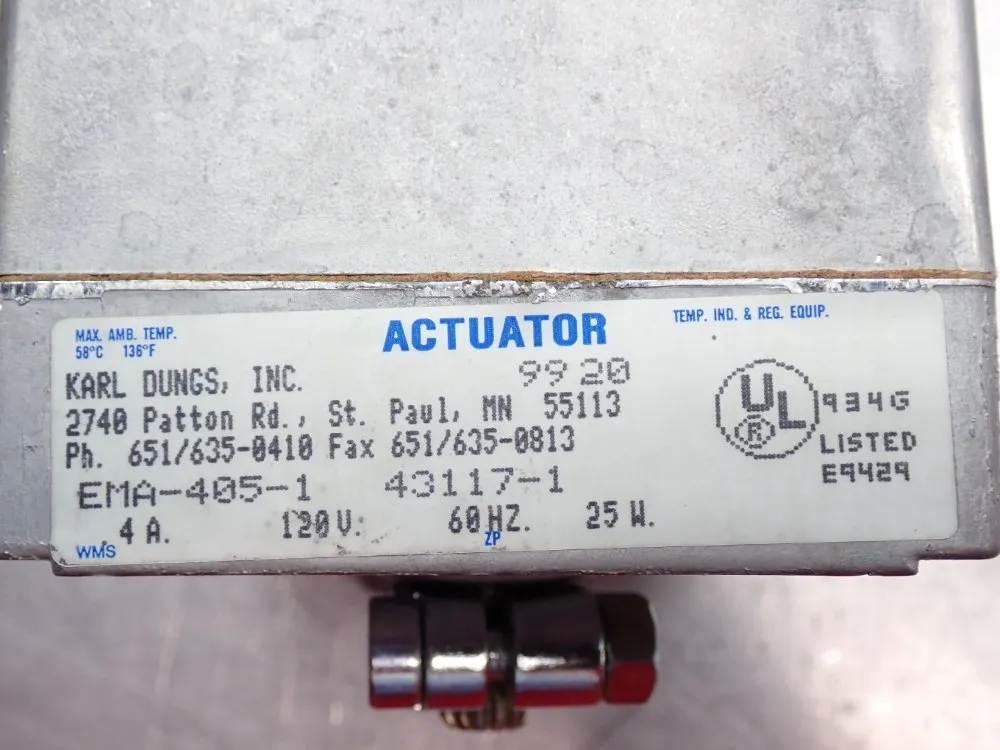 MAX. AMB. TEMP.
58°C 136°F
ACTUATOR
TEMP. IND. & REG. EQUIP.
KARL DUNGS, INC. 9920
2740 Patton Rd., St. Paul, MN 55113
Ph. 651/635-0410 Fax 651/635-0813
EMA-405-1 43117-1
.4 A. 120 V. 60 HZ. 25 W.
WMS ZP
UL ® 934G
LISTED
E9429